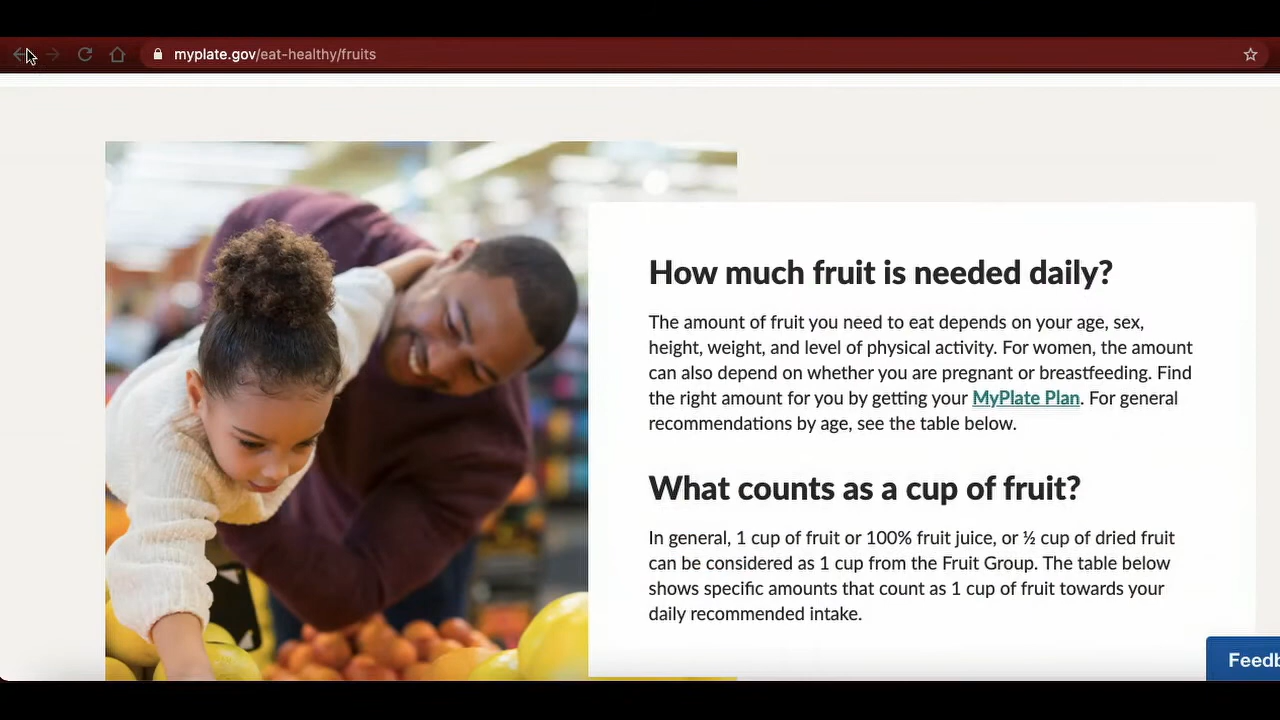 myplate.gov/eat-healthy/fruits
How much fruit is needed daily?
The amount of fruit you need to eat depends on your age, sex,
height, weight, and level of physical activity. For women, the amount
can also depend on whether you are pregnant or breastfeeding. Find
the right amount for you by getting your MyPlate Plan. For general
recommendations by age, see the table below.
What counts as a cup of fruit?
In general, 1 cup of fruit or 100% fruit juice, or ½ cup of dried fruit
can be considered as 1 cup from the Fruit Group. The table below
shows specific amounts that count as 1 cup of fruit towards your
daily recommended intake.
Feedb